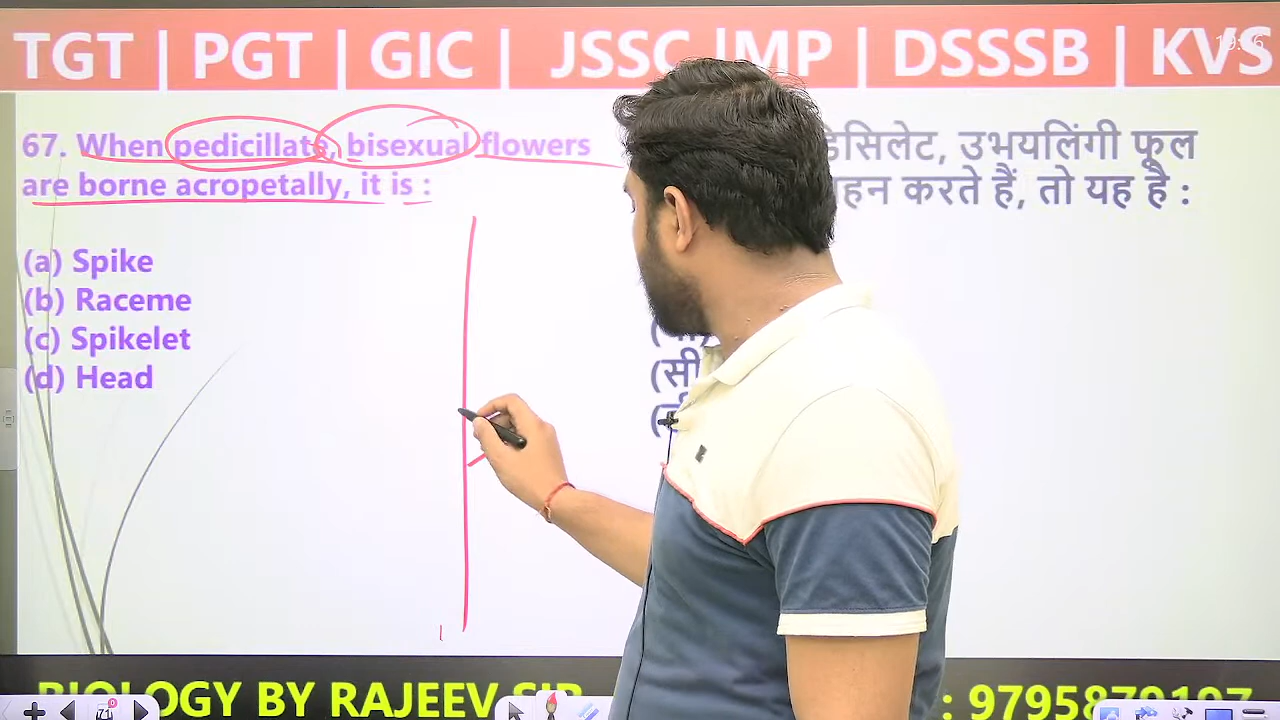 TGT | PGT | GIC | JSSC |MP | DSSSB | KVS
67. When pedicillate, bisexual flowers
are borne acropetally, it is :
(a) Spike
(b) Raceme
(c) Spikelet
(d) Head
उभयलिंगी फूल
करते हैं, तो यह है :
(सी
BIOLOGY BY RAJEEV SIR
: 9795879197